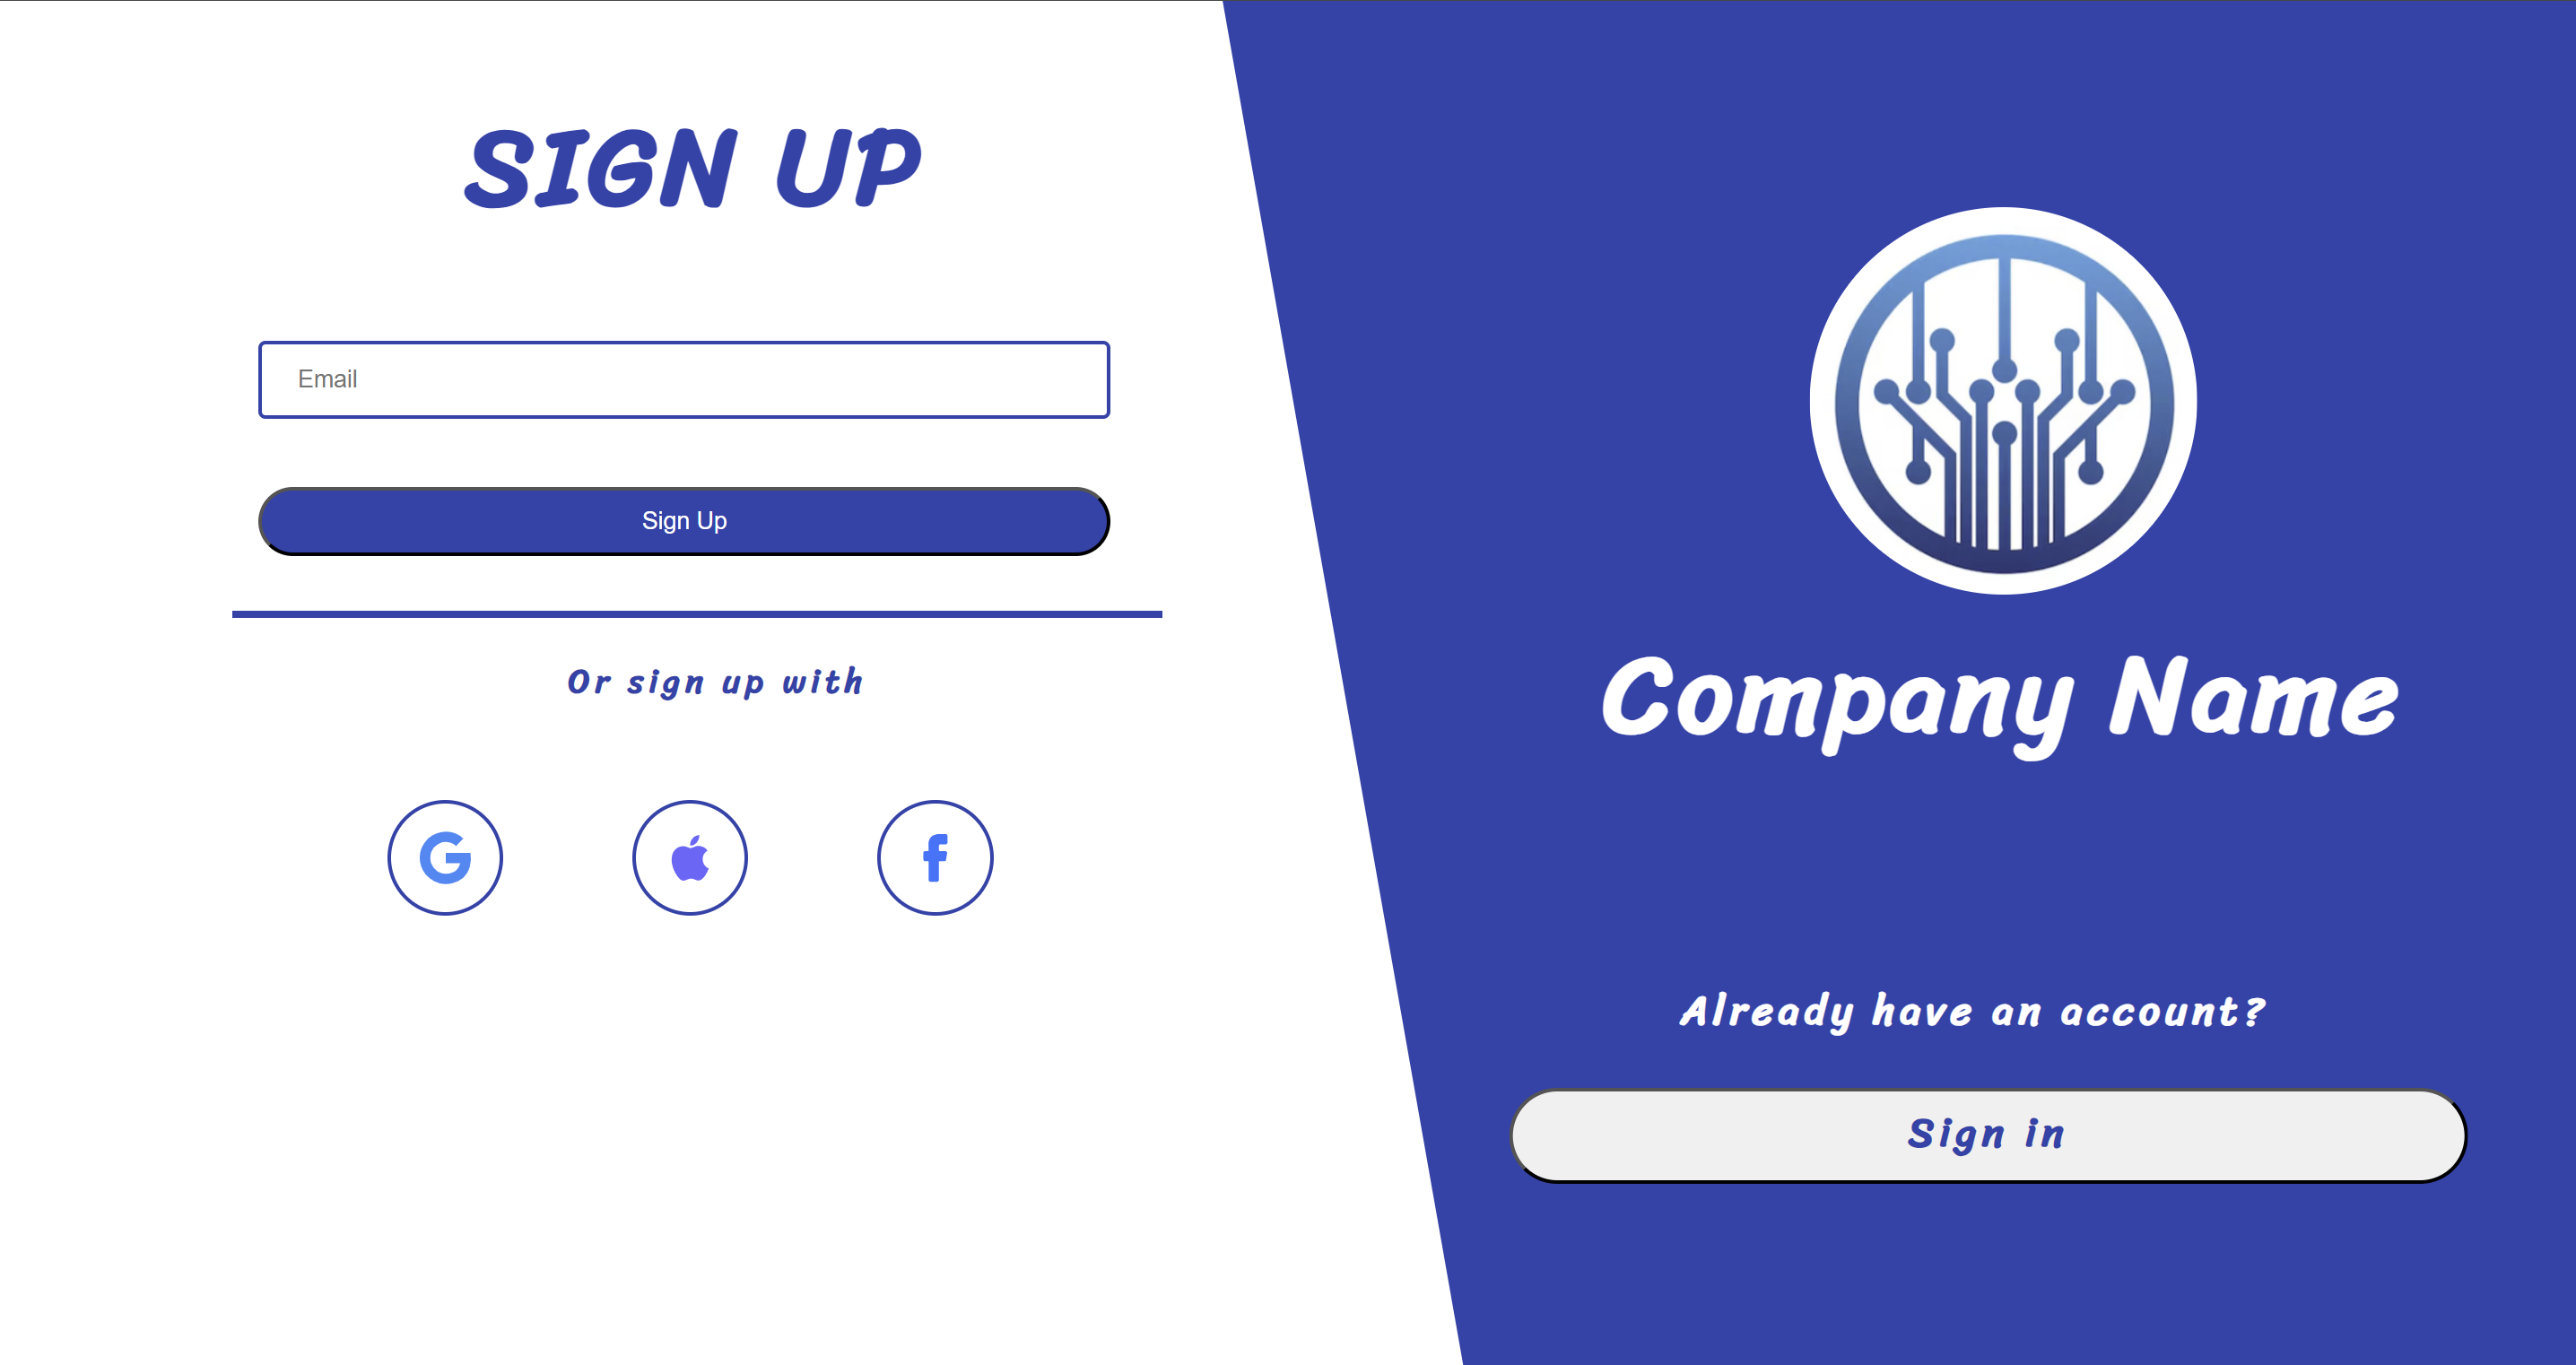 SIGN UP
Email
Sign Up
Or sign up with
Company Name
Already have an account?
Sign in